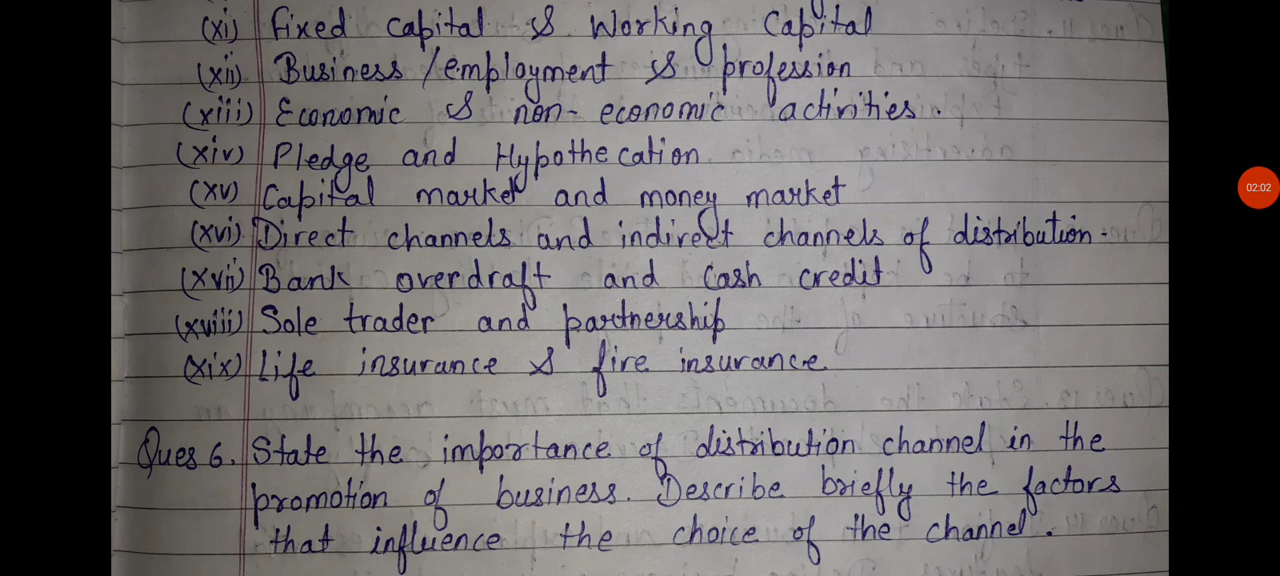 (xi) Fixed capital & Working Capital
(xii) Business/employment & profession
(xiii) Economic & non-economic activities.
(xiv) Pledge and Hypothecation
(xv) Capital market and money market
(xvi) Direct channels and indirect channels of distribution.
(xvii) Bank overdraft and cash credit
(xviii) Sole trader and partnership
(xix) Life insurance & fire insurance.
Ques 6. State the importance of distribution channel in the
promotion of business. Describe briefly the factors
that influence the choice of the channel.
02:02